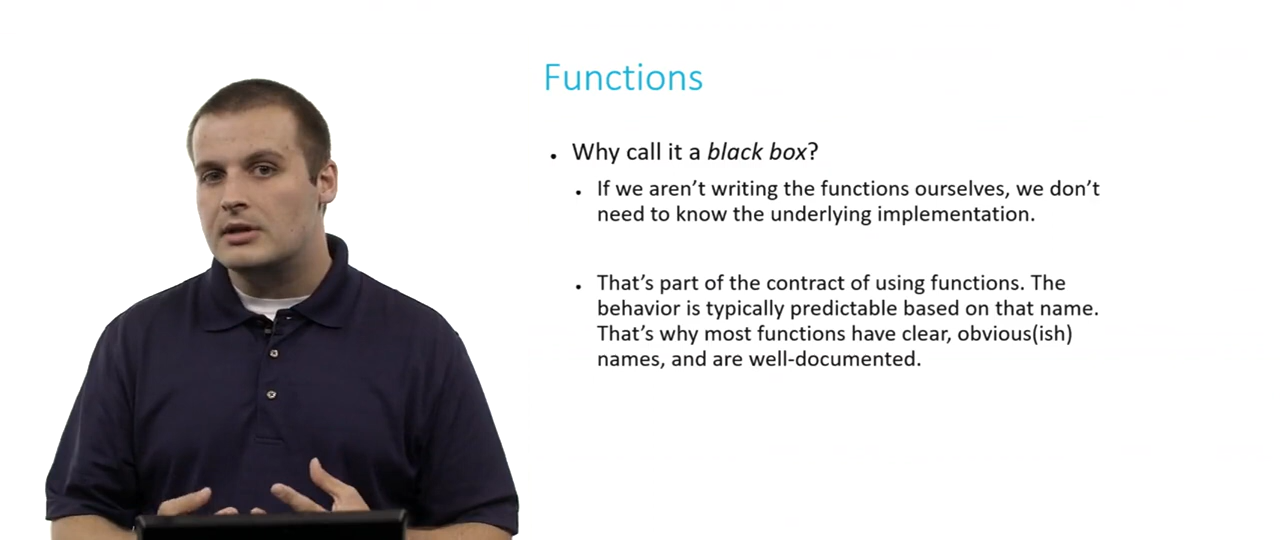 Functions
• Why call it a black box?
• If we aren’t writing the functions ourselves, we don’t
need to know the underlying implementation.
• That’s part of the contract of using functions. The
behavior is typically predictable based on that name.
That’s why most functions have clear, obvious(ish)
names, and are well-documented.